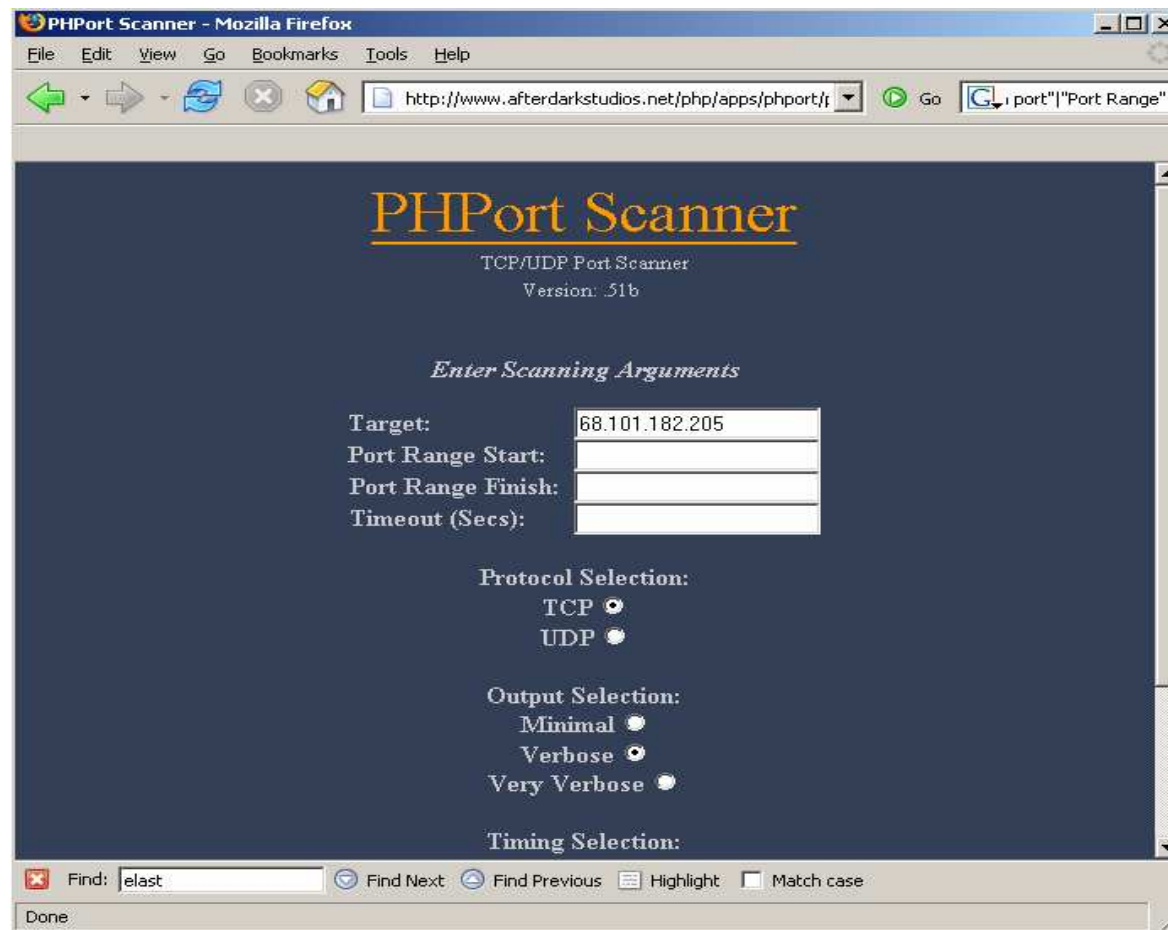 PHPort Scanner - Mozilla Firefox
File Edit View Go Bookmarks Tools Help
http://www.afterdarkstudios.net/php/apps/phport/ Go port"|"Port Range"
PHPort Scanner
TCP/UDP Port Scanner
Version: .51b
Enter Scanning Arguments
Target: 68.101.182.205
Port Range Start:
Port Range Finish:
Timeout (Secs):
Protocol Selection:
TCP
UDP
Output Selection:
Minimal
Verbose
Very Verbose
Timing Selection:
Find: elast Find Next Find Previous Highlight Match case
Done